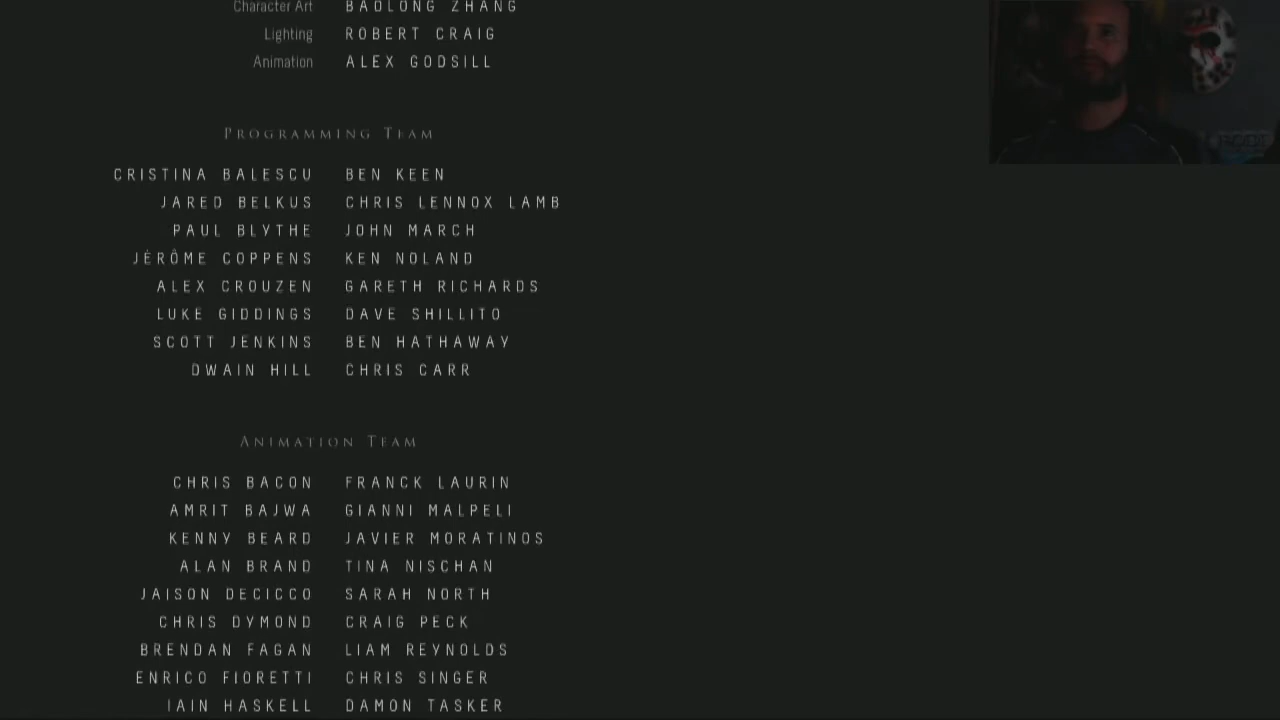 Character Art BAOLONG ZHANG
Lighting ROBERT CRAIG
Animation ALEX GODSILL
PROGRAMMING TEAM
CRISTINA BALESCU BEN KEEN
JARED BELKUS CHRIS LENNOX LAMB
PAUL BLYTHE JOHN MARCH
JÉRÔME COPPENS KEN NOLAND
ALEX CROUZEN GARETH RICHARDS
LUKE GIDDINGS DAVE SHILLITO
SCOTT JENKINS BEN HATHAWAY
DWAIN HILL CHRIS CARR
ANIMATION TEAM
CHRIS BACON FRANCK LAURIN
AMRIT BAJWA GIANNI MALPELI
KENNY BEARD JAVIER MORATINOS
ALAN BRAND TINA NISCHAN
JAISON DECICCO SARAH NORTH
CHRIS DYMOND CRAIG PECK
BRENDAN FAGAN LIAM REYNOLDS
ENRICO FIORETTI CHRIS SINGER
IAIN HASKELL DAMON TASKER